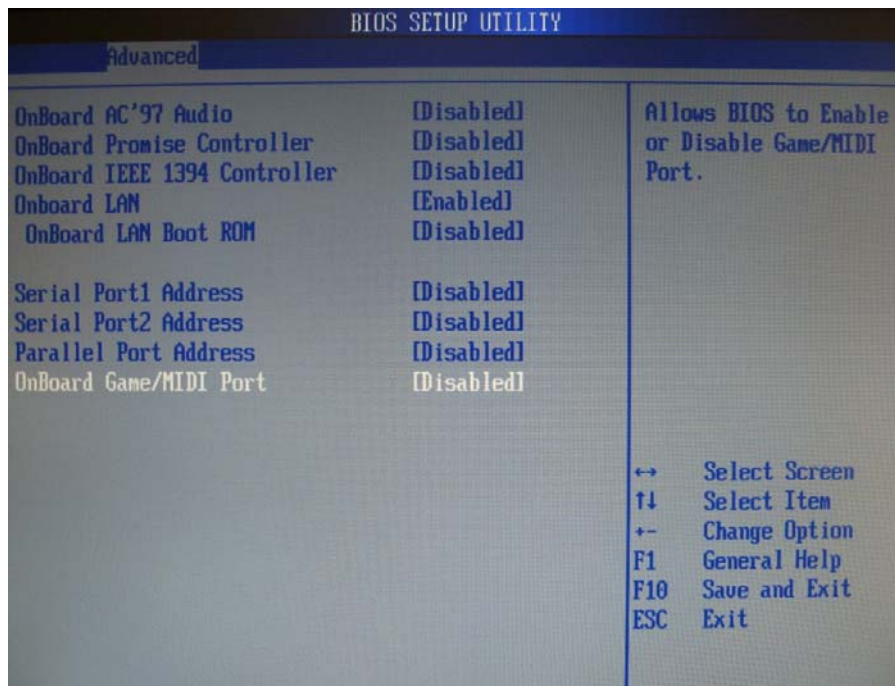 BIOS SETUP UTILITY
Advanced
OnBoard AC'97 Audio [Disabled]
OnBoard Promise Controller [Disabled]
OnBoard IEEE 1394 Controller [Disabled]
Onboard LAN [Enabled]
OnBoard LAN Boot ROM [Disabled]
Serial Port1 Address [Disabled]
Serial Port2 Address [Disabled]
Parallel Port Address [Disabled]
OnBoard Game/MIDI Port [Disabled]
Allows BIOS to Enable
or Disable Game/MIDI
Port.
↔ Select Screen
↑↓ Select Item
+- Change Option
F1 General Help
F10 Save and Exit
ESC Exit